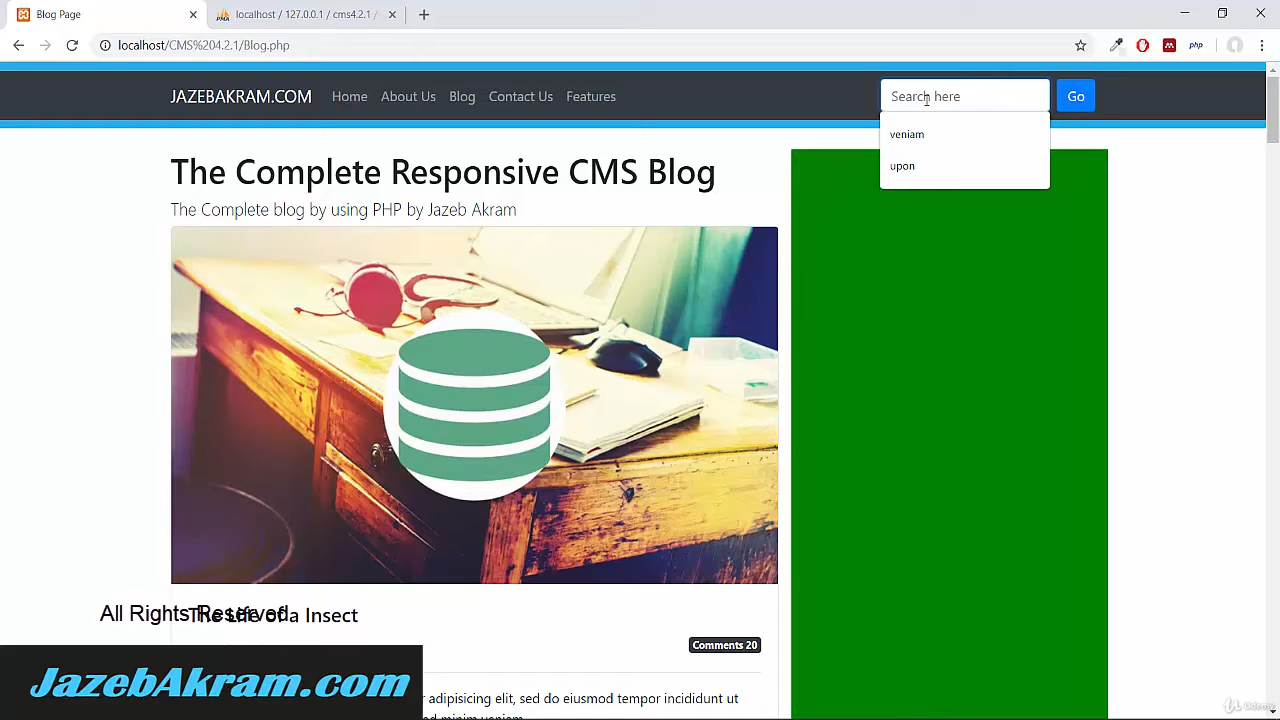 Blog Page
localhost / 127.0.0.1 / cms4.2.1 /
localhost/CMS%204.2.1/Blog.php
php
JAZEBAKRAM.COM
Home
About Us
Blog
Contact Us
Features
Search here
Go
veniam
upon
The Complete Responsive CMS Blog
The Complete blog by using PHP by Jazeb Akram
The Life of a Insect
All Rights Reserved
Comments 20
JazebAkram.com
adipisicing elit, sed do eiusmod tempor incididunt ut
Udemy